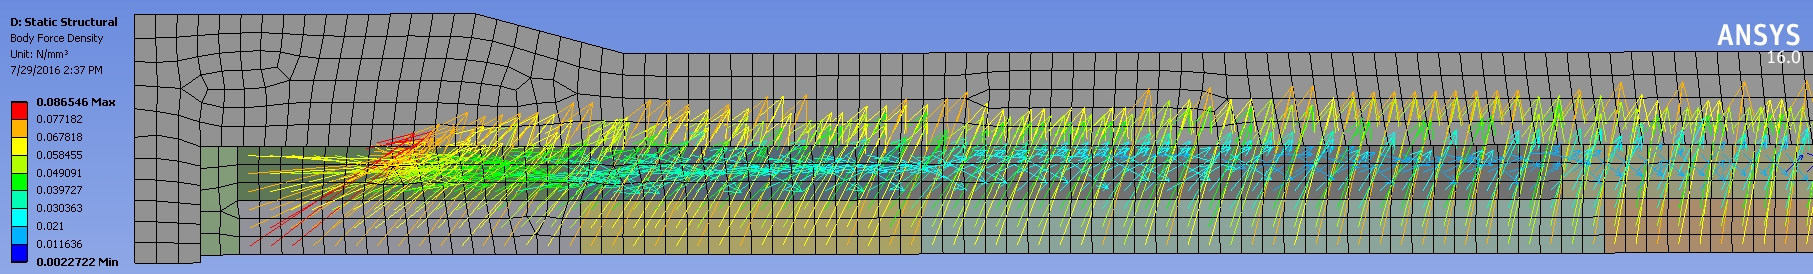 D: Static Structural
Body Force Density
Unit: N/mm³
7/29/2016 2:37 PM
0.086546 Max
0.077182
0.067818
0.058455
0.049091
0.039727
0.030363
0.021
0.011636
0.0022722 Min
ANSYS
16.0